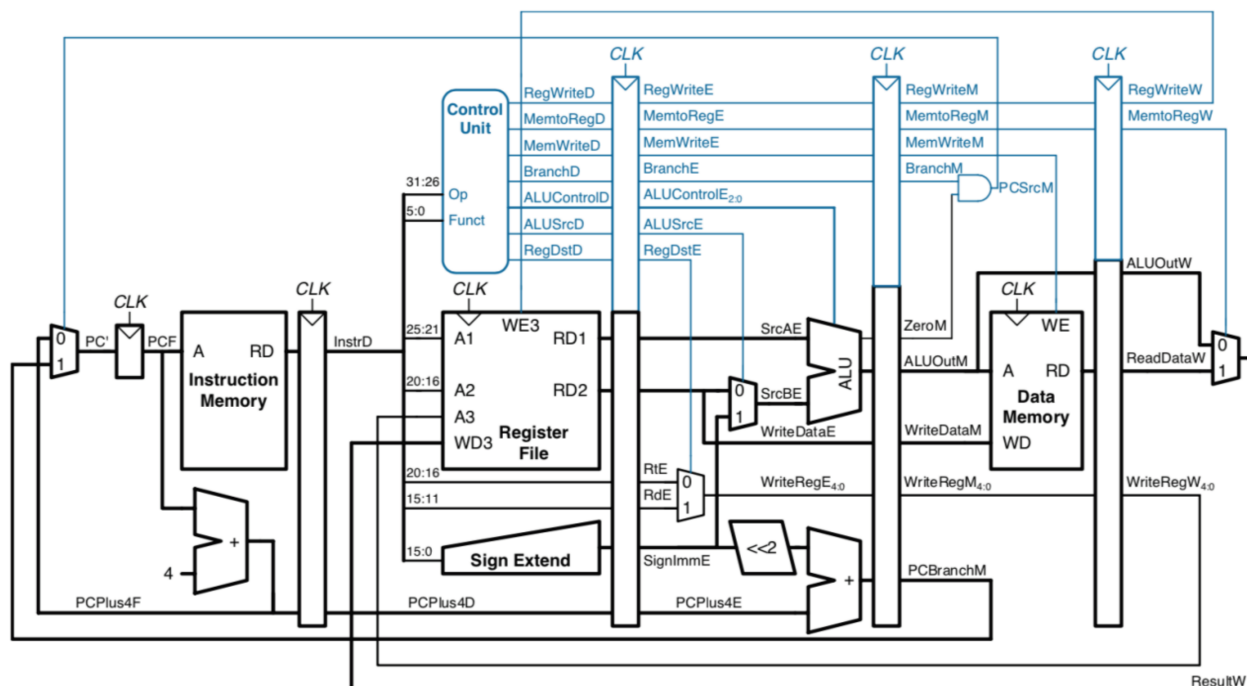 CLK CLK CLK
RegWriteD RegWriteE RegWriteM RegWriteW
Control
Unit
MemtoRegD MemtoRegE MemtoRegM MemtoRegW
MemWriteD MemWriteE MemWriteM
BranchD BranchE BranchM
31:26 PCSrcM
Op ALUControlD ALUControlE2:0
5:0
Funct ALUSrcD ALUSrcE
RegDstD RegDstE
ALUOutW
CLK CLK CLK CLK
WE3 WE
0 PC' PCF A RD InstrD 25:21 A1 RD1 SrcAE ZeroM 0
1 ALU ALUOutM A RD ReadDataW 1
Instruction
Memory
20:16 A2 RD2 0 SrcBE
1
Data
Memory
A3
WD3 Register
File
WriteDataE WriteDataM WD
20:16 RtE 0
15:11 RdE 1 WriteRegE4:0 WriteRegM4:0 WriteRegW4:0
+
15:0 Sign Extend SignImmE <<2
4 + PCBranchM
PCPlus4F PCPlus4D PCPlus4E
ResultW